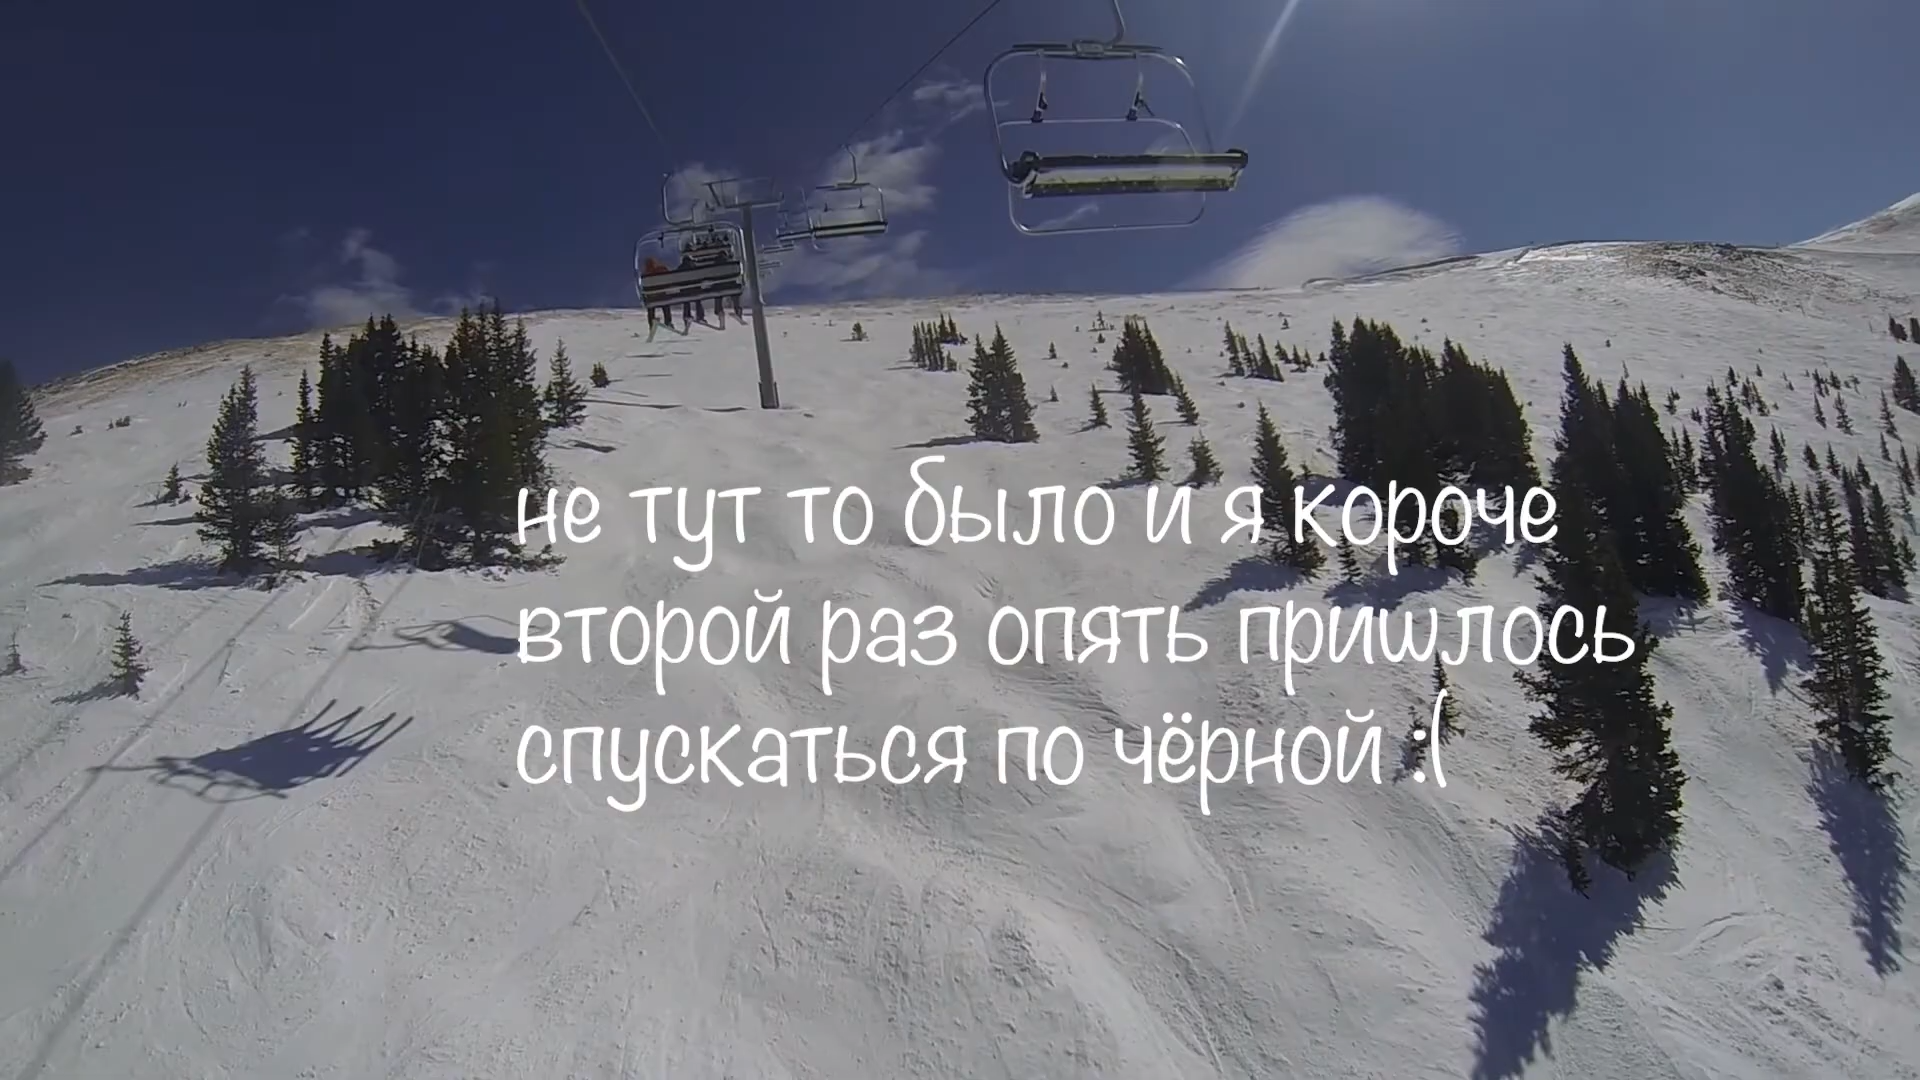 не тут то было и я короче
второй раз опять пришлось
спускаться по чёрной :(